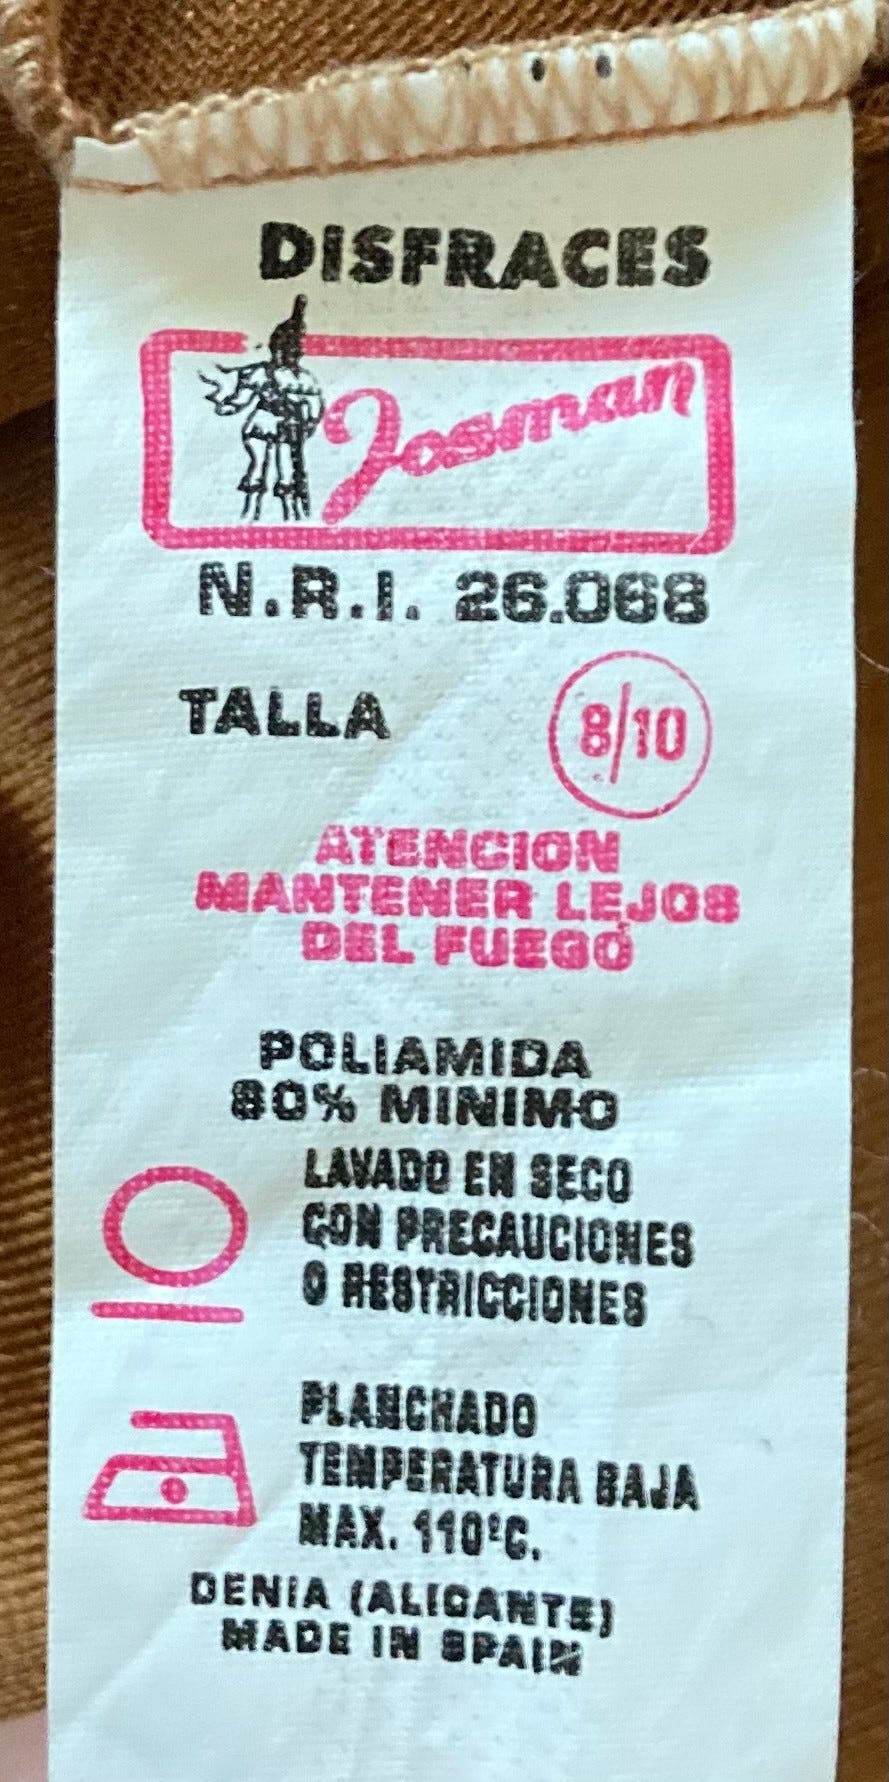 DISFRACES
Josman
N.R.I. 26.068
TALLA 8/10
ATENCION
MANTENER LEJOS
DEL FUEGO
POLIAMIDA
80% MINIMO
LAVADO EN SECO
CON PRECAUCIONES
O RESTRICCIONES
PLANCHADO
TEMPERATURA BAJA
MAX. 110ºC.
DENIA (ALICANTE)
MADE IN SPAIN